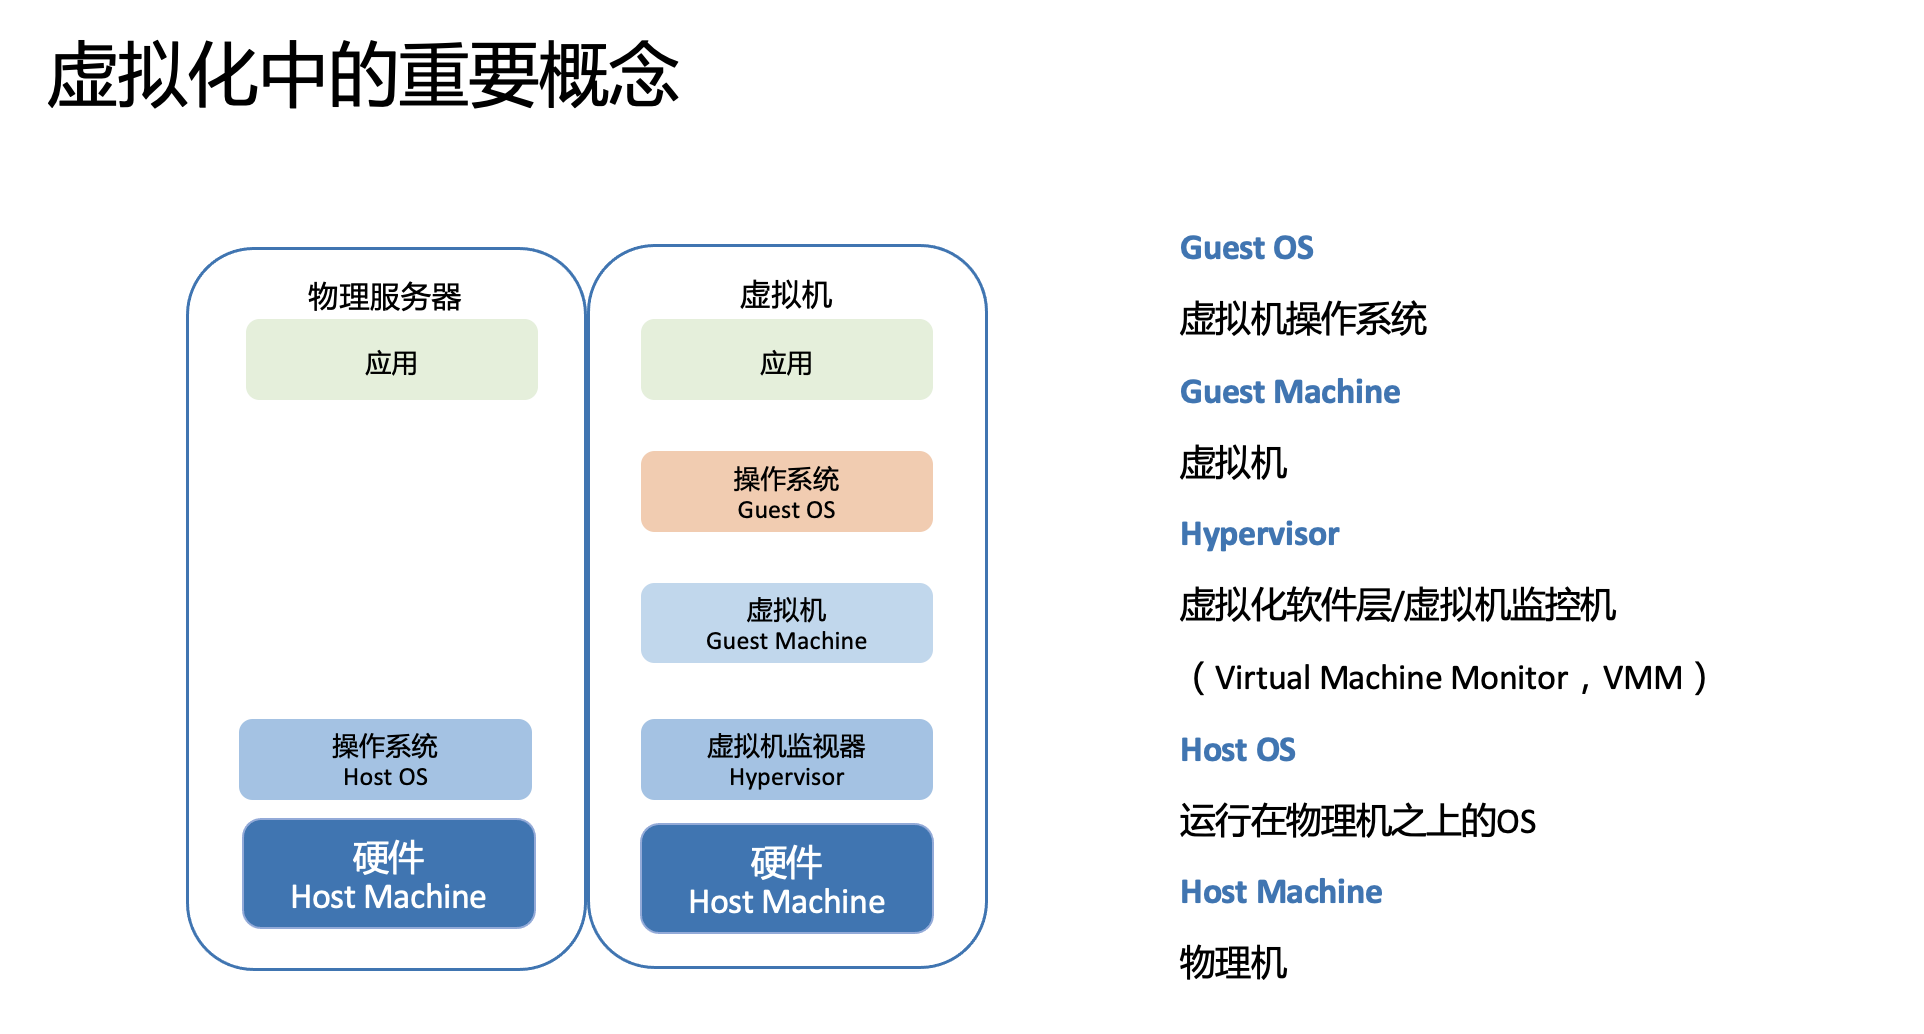 虚拟化中的重要概念
物理服务器
应用
操作系统
Host OS
硬件
Host Machine
虚拟机
应用
操作系统
Guest OS
虚拟机
Guest Machine
虚拟机监视器
Hypervisor
硬件
Host Machine
Guest OS
虚拟机操作系统
Guest Machine
虚拟机
Hypervisor
虚拟化软件层/虚拟机监控机
（Virtual Machine Monitor，VMM）
Host OS
运行在物理机之上的OS
Host Machine
物理机